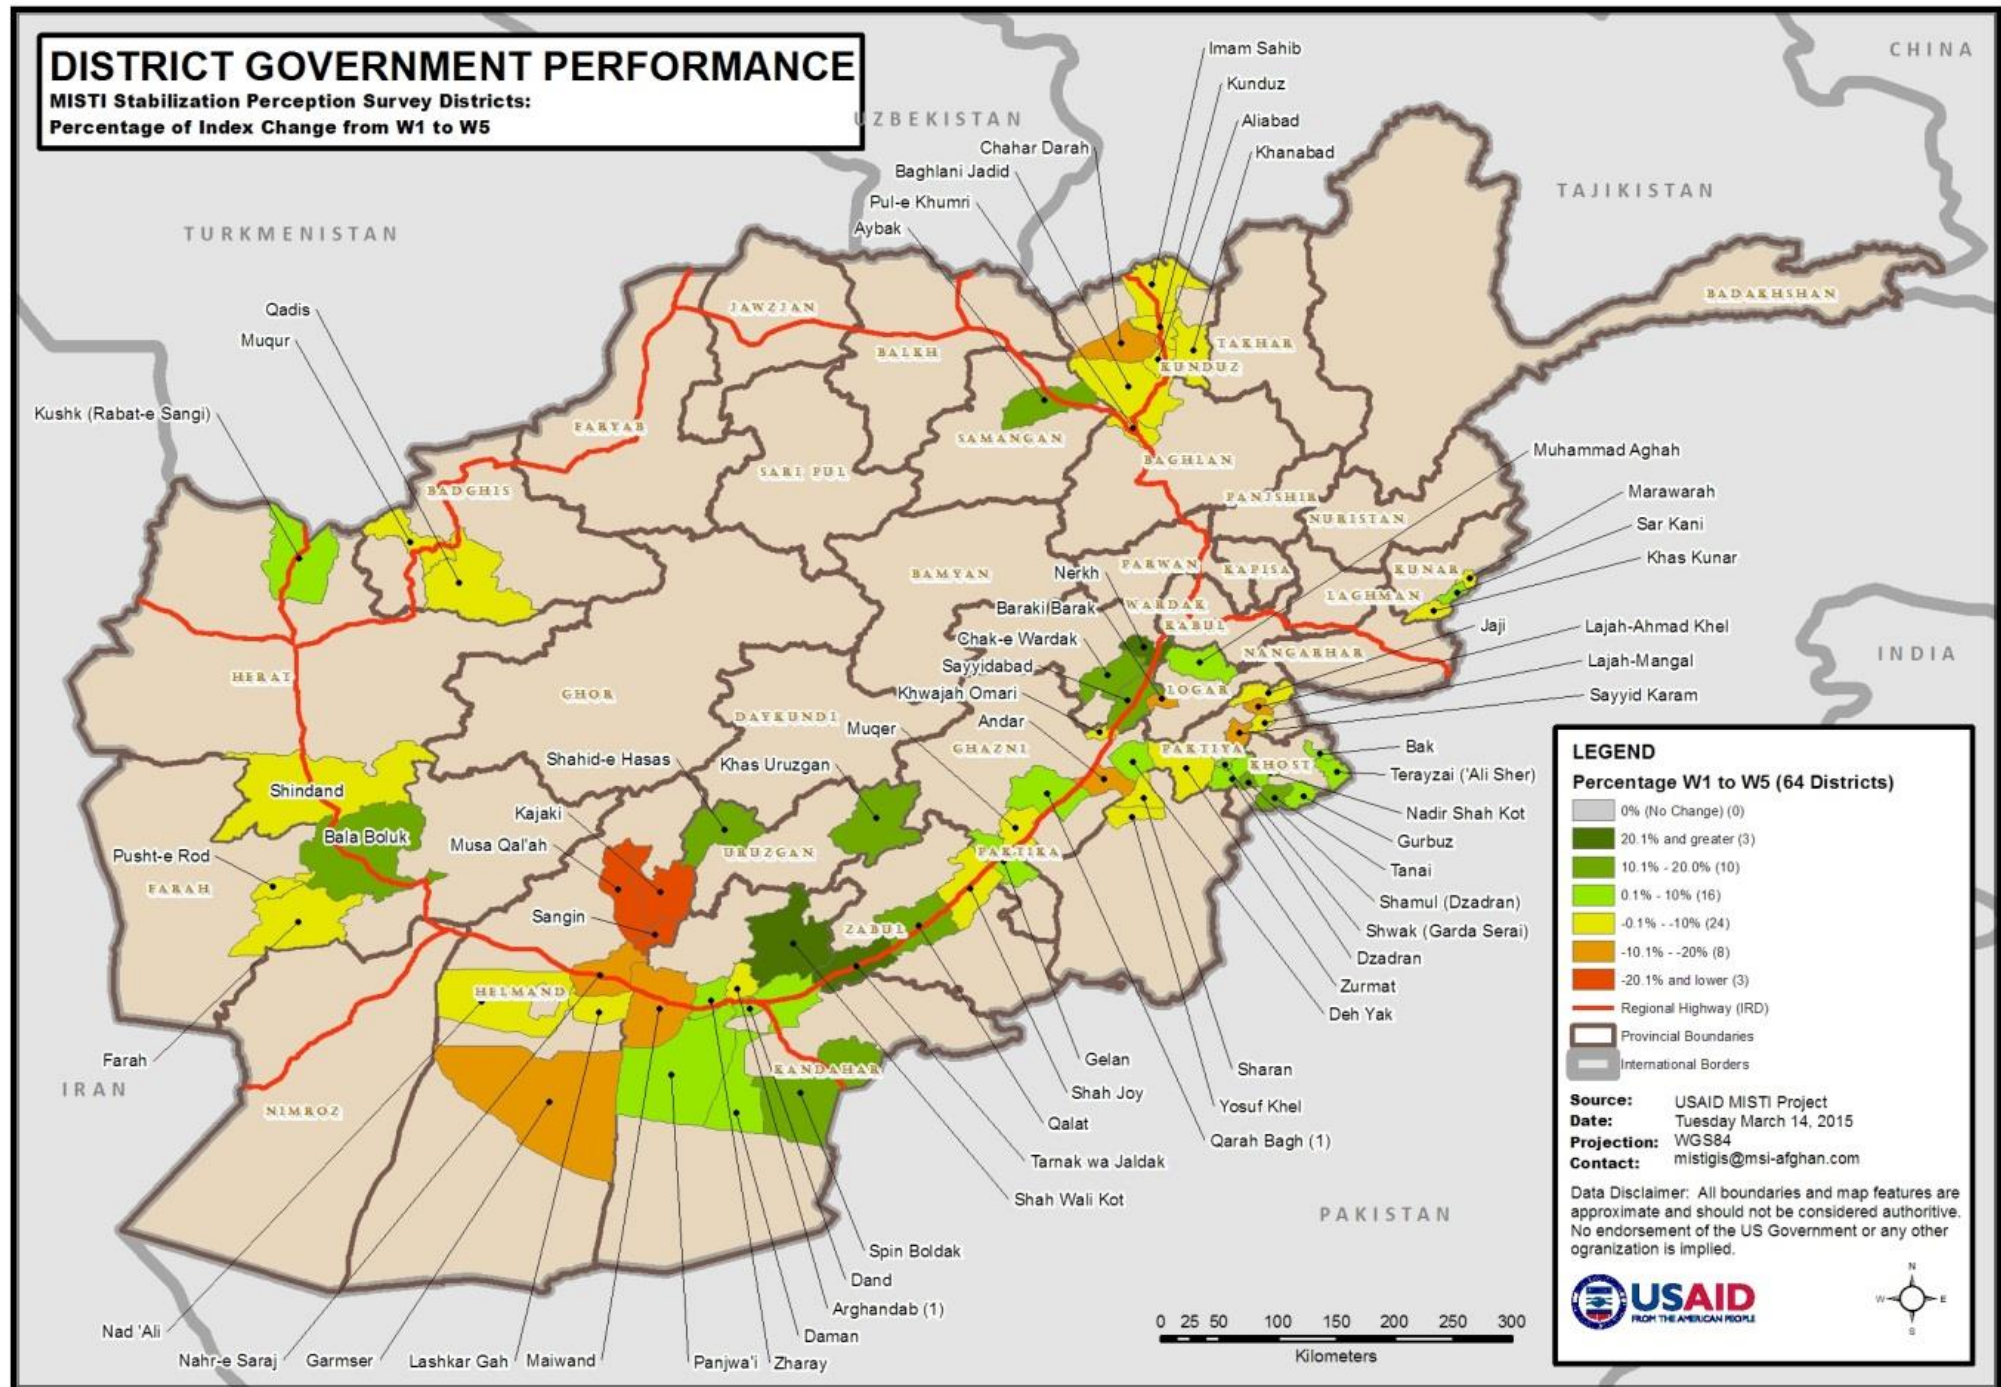 DISTRICT GOVERNMENT PERFORMANCE
MISTI Stabilization Perception Survey Districts:
Percentage of Index Change from W1 to W5
CHINA
UZBEKISTAN
TAJIKISTAN
TURKMENISTAN
Imam Sahib
Kunduz
Aliabad
Chahar Darah
Khanabad
Baghlani Jadid
Pul-e Khumri
Aybak
Qadis
Muqur
Kushk (Rabat-e Sangi)
JAWZJAN
BALKH
KUNDUZ
TAKHAR
BADAKHSHAN
FARYAB
SAMANGAN
SARI PUL
BAGHLAN
BADGHIS
PANJSHIR
NURISTAN
Muhammad Aghah
Marawarah
Sar Kani
Khas Kunar
BAMYAN
PARWAN
KAPISA
KUNAR
LAGHMAN
WARDAK
KABUL
NANGARHAR
LOGAR
Nerkh
Baraki Barak
Chak-e Wardak
Sayyidabad
Khwajah Omari
Andar
Muqer
Jaji
Lajah-Ahmad Khel
Lajah-Mangal
Sayyid Karam
INDIA
HERAT
GHOR
DAYKUNDI
GHAZNI
PAKTIYA
KHOST
Bak
Terayzai ('Ali Sher)
Nadir Shah Kot
Gurbuz
Tanai
Shamul (Dzadran)
Shwak (Garda Serai)
Dzadran
Zurmat
Deh Yak
Shahid-e Hasas
Khas Uruzgan
Shindand
Bala Boluk
Kajaki
Musa Qal'ah
Pusht-e Rod
Sangin
FARAH
URUZGAN
PAKTIKA
ZABUL
HELMAND
KANDAHAR
NIMROZ
Farah
IRAN
Gelan
Sharan
Shah Joy
Yosuf Khel
Qalat
Qarah Bagh (1)
Tarnak wa Jaldak
Shah Wali Kot
PAKISTAN
Spin Boldak
Dand
Arghandab (1)
Daman
Nad 'Ali
Nahr-e Saraj
Garmser
Lashkar Gah
Maiwand
Panjwa'i
Zharay
0 25 50 100 150 200 250 300
Kilometers
LEGEND
Percentage W1 to W5 (64 Districts)
0% (No Change) (0)
20.1% and greater (3)
10.1% - 20.0% (10)
0.1% - 10% (16)
-0.1% - -10% (24)
-10.1% - -20% (8)
-20.1% and lower (3)
Regional Highway (IRD)
Provincial Boundaries
International Borders
Source: USAID MISTI Project
Date: Tuesday March 14, 2015
Projection: WGS84
Contact: mistigis@msi-afghan.com
Data Disclaimer: All boundaries and map features are
approximate and should not be considered authoritive.
No endorsement of the US Government or any other
ogranization is implied.
USAID
FROM THE AMERICAN PEOPLE
N
W E
S